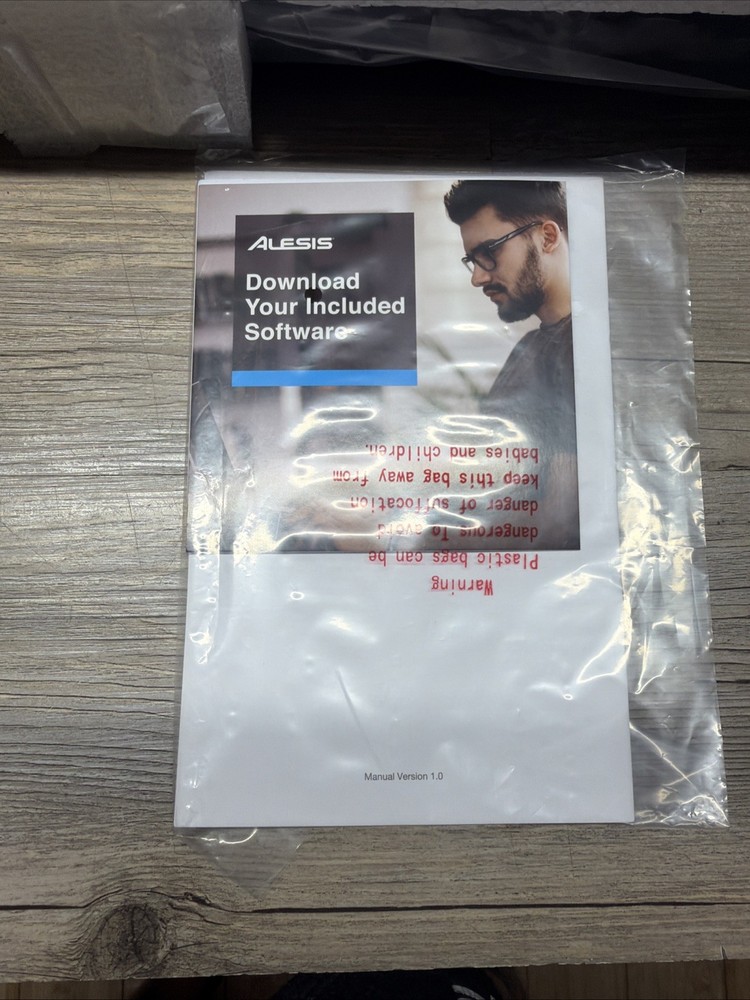 ALESIS
Download
Your Included
Software
Warning
Plastic bags can be
dangerous To avoid
danger of suffocation
keep this bag away from
babies and children.
Manual Version 1.0